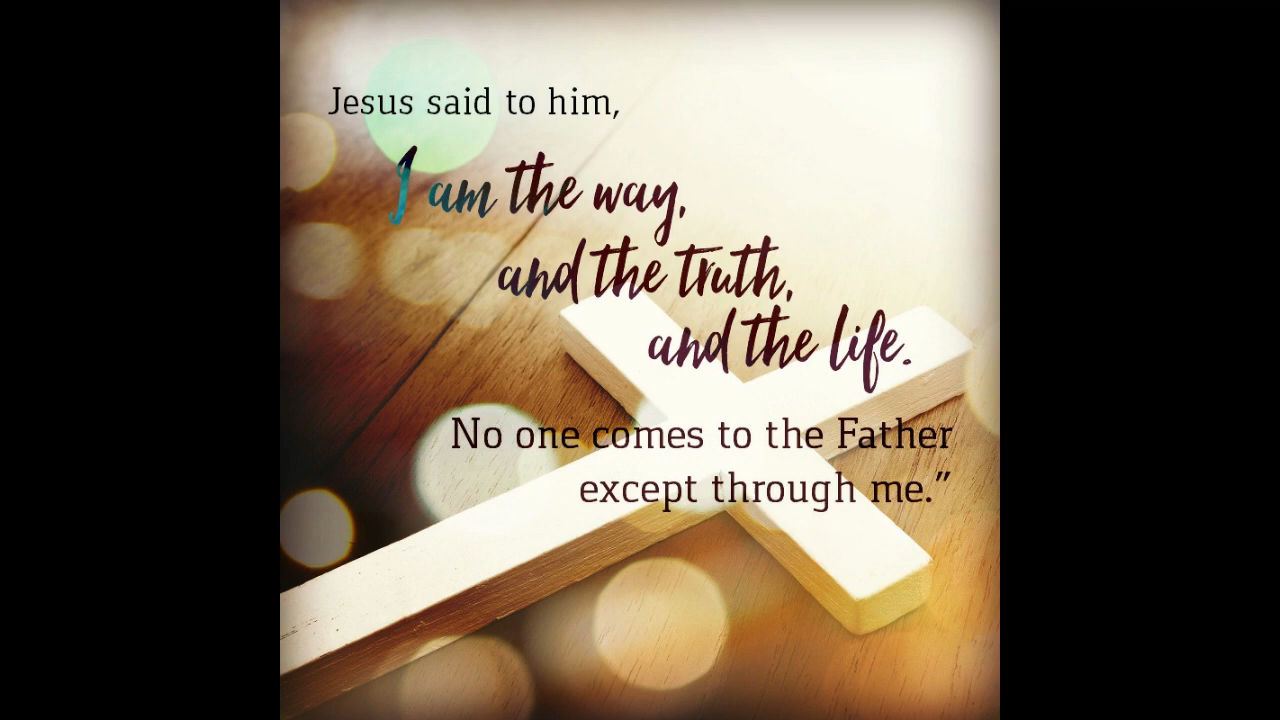 Jesus said to him,
I am the way,
and the truth,
and the life.
No one comes to the Father
except through me.”